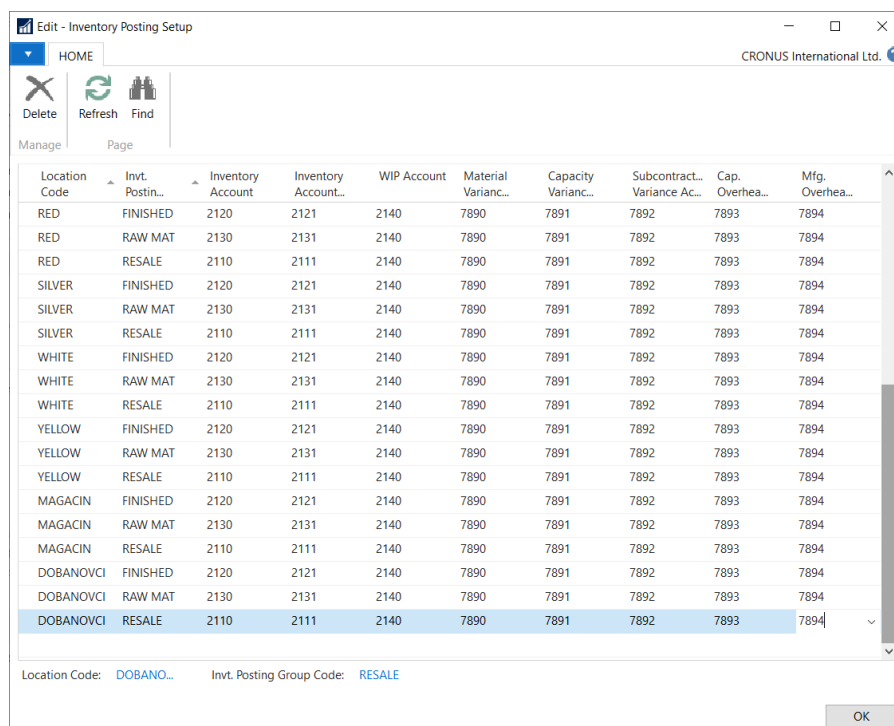 Edit - Inventory Posting Setup
HOME
CRONUS International Ltd.
Delete Refresh Find
Manage Page
Location Code Invt. Postin... Inventory Account Inventory Account... WIP Account Material Varianc... Capacity Varianc... Subcontract... Variance Ac... Cap. Overhea... Mfg. Overhea...
RED FINISHED 2120 2121 2140 7890 7891 7892 7893 7894
RED RAW MAT 2130 2131 2140 7890 7891 7892 7893 7894
RED RESALE 2110 2111 2140 7890 7891 7892 7893 7894
SILVER FINISHED 2120 2121 2140 7890 7891 7892 7893 7894
SILVER RAW MAT 2130 2131 2140 7890 7891 7892 7893 7894
SILVER RESALE 2110 2111 2140 7890 7891 7892 7893 7894
WHITE FINISHED 2120 2121 2140 7890 7891 7892 7893 7894
WHITE RAW MAT 2130 2131 2140 7890 7891 7892 7893 7894
WHITE RESALE 2110 2111 2140 7890 7891 7892 7893 7894
YELLOW FINISHED 2120 2121 2140 7890 7891 7892 7893 7894
YELLOW RAW MAT 2130 2131 2140 7890 7891 7892 7893 7894
YELLOW RESALE 2110 2111 2140 7890 7891 7892 7893 7894
MAGACIN FINISHED 2120 2121 2140 7890 7891 7892 7893 7894
MAGACIN RAW MAT 2130 2131 2140 7890 7891 7892 7893 7894
MAGACIN RESALE 2110 2111 2140 7890 7891 7892 7893 7894
DOBANOVCI FINISHED 2120 2121 2140 7890 7891 7892 7893 7894
DOBANOVCI RAW MAT 2130 2131 2140 7890 7891 7892 7893 7894
DOBANOVCI RESALE 2110 2111 2140 7890 7891 7892 7893 7894
Location Code: DOBANO... Invt. Posting Group Code: RESALE
OK